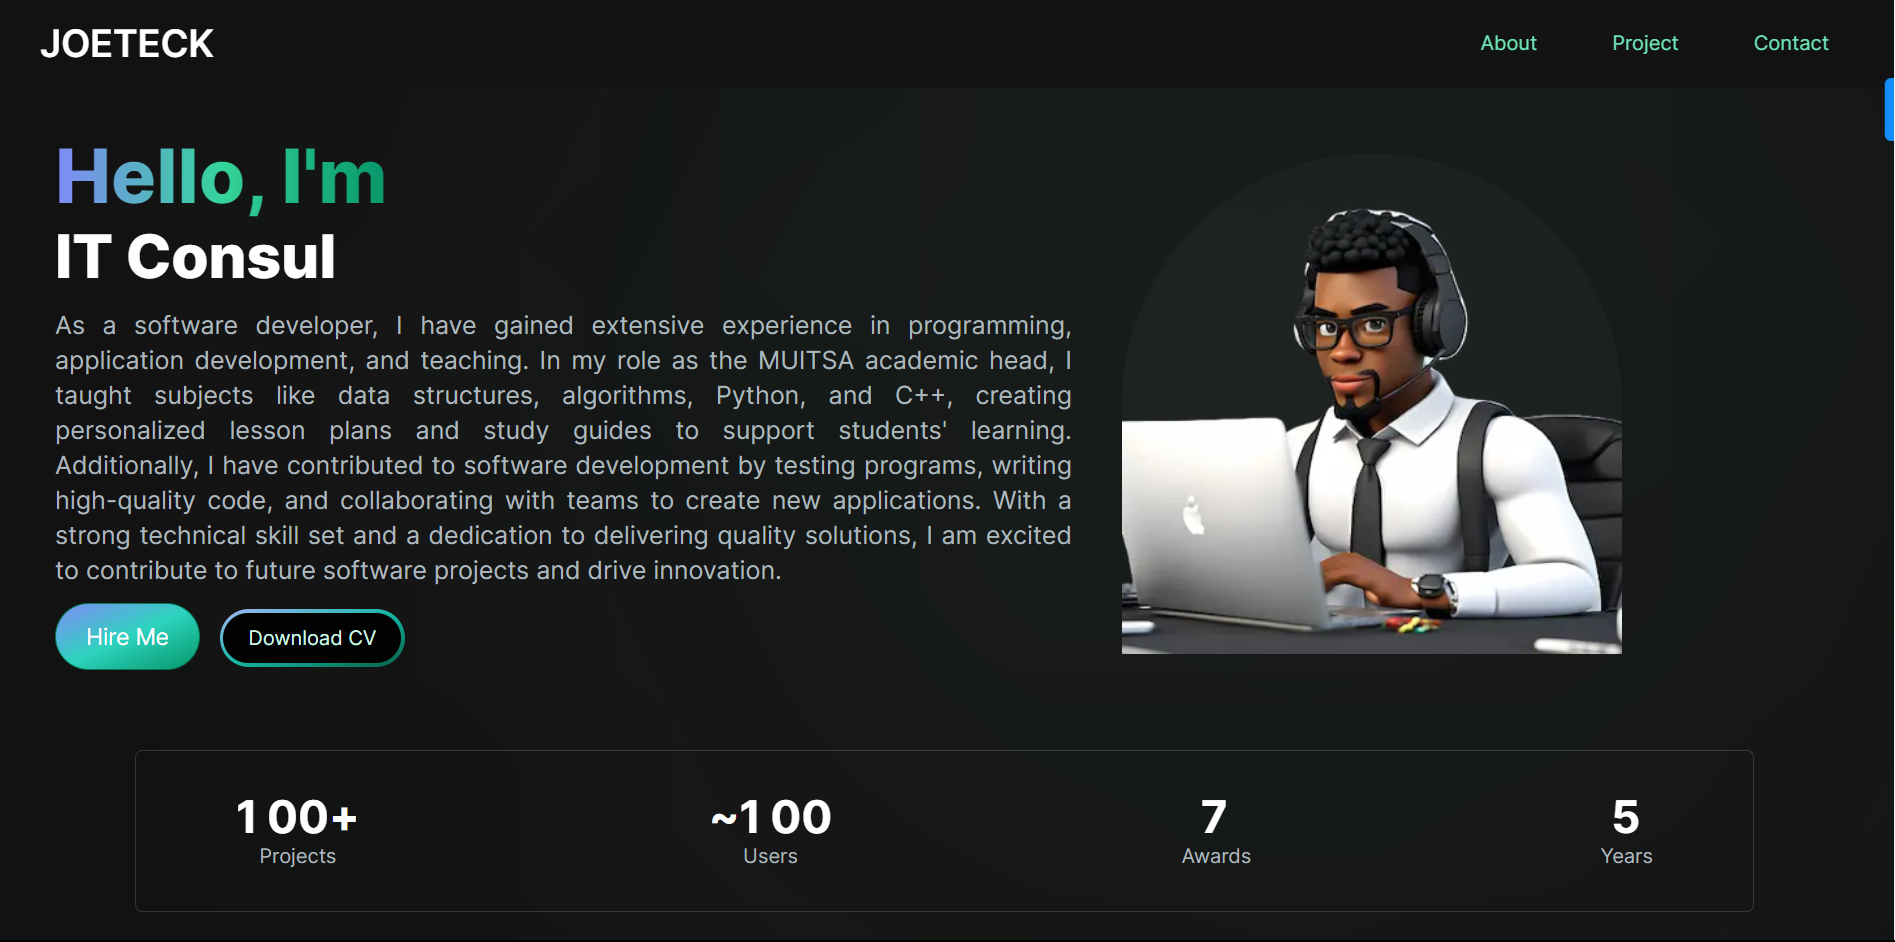 JOETECK
About Project Contact
Hello, I'm
IT Consul
As a software developer, I have gained extensive experience in programming,
application development, and teaching. In my role as the MUITSA academic head, I
taught subjects like data structures, algorithms, Python, and C++, creating
personalized lesson plans and study guides to support students' learning.
Additionally, I have contributed to software development by testing programs, writing
high-quality code, and collaborating with teams to create new applications. With a
strong technical skill set and a dedication to delivering quality solutions, I am excited
to contribute to future software projects and drive innovation.
Hire Me Download CV
100+ ~100 7 5
Projects Users Awards Years